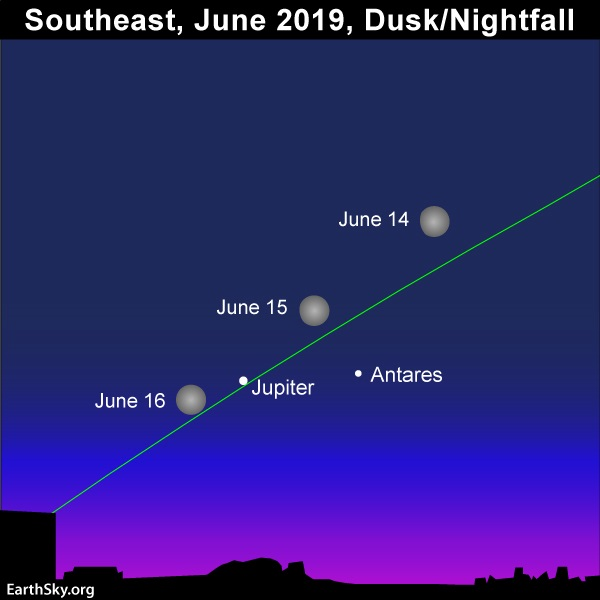 Southeast, June 2019, Dusk/Nightfall
June 14
June 15
Antares
Jupiter
June 16
EarthSky.org